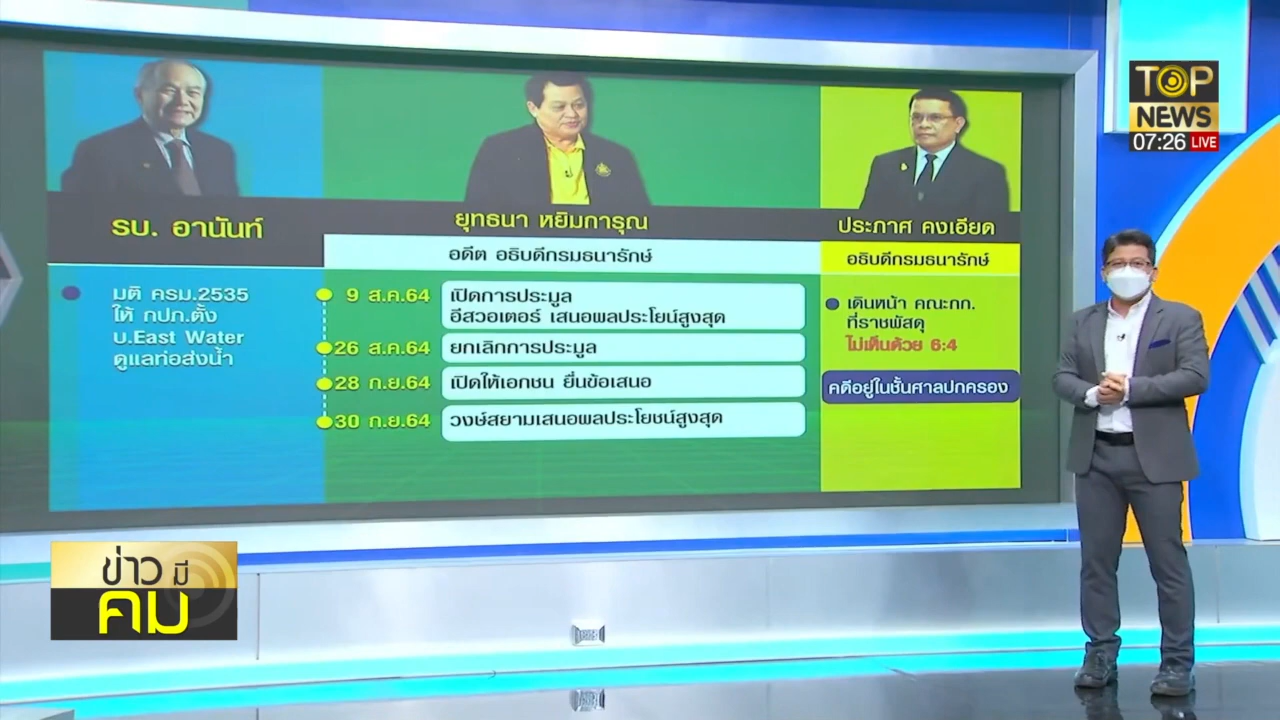 TOP
NEWS
07:26 LIVE
รบ. อานันท์
มติ ครม.2535
ให้ กปภ.ตั้ง
บ.East Water
ดูแลท่อส่งน้ำ
ยุทธนา หยิมการุณ
อดีต อธิบดีกรมธนารักษ์
9 ส.ค.64 เปิดการประมูล
อีสวอเตอร์ เสนอผลประโยน์สูงสุด
26 ส.ค.64 ยกเลิกการประมูล
28 ก.ย.64 เปิดให้เอกชน ยื่นข้อเสนอ
30 ก.ย.64 วงษ์สยามเสนอผลประโยชน์สูงสุด
ประภาศ คงเอียด
อธิบดีกรมธนารักษ์
เดินหน้า คณะกก.
ที่ราชพัสดุ
ไม่เห็นด้วย 6:4
คดีอยู่ในชั้นศาลปกครอง
ข่าวมี
คม